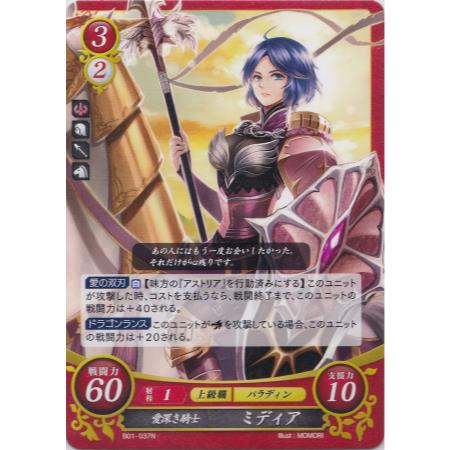 3
2
あの人にはもう一度お会いしたかった。
それだけが心残りです。
愛の双刃 自 【味方の『アストリア』を行動済みにする】このユニット
が攻撃した時、コストを支払うなら、戦闘終了まで、このユニットの
戦闘力は+40される。
ドラゴンランス このユニットが を攻撃している場合、このユニット
の戦闘力は+20される。
戦闘力
60
射程 1 上級職 パラディン
支援力
10
愛深き騎士 ミディア
B01-037N
Illust : MOMORI